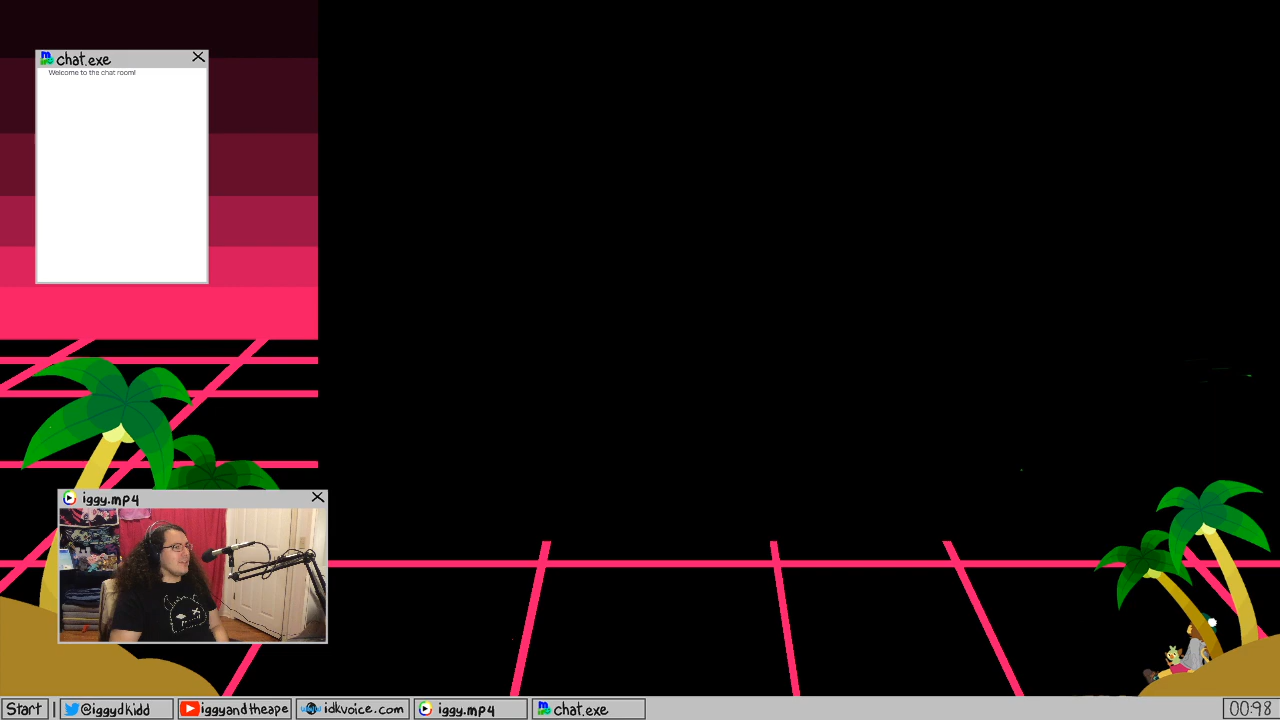 chat.exe
Welcome to the chat room!
iggy.mp4
Start
@iggydkidd
iggyandtheape
www idkvoice.com
iggy.mp4
chat.exe
00:98